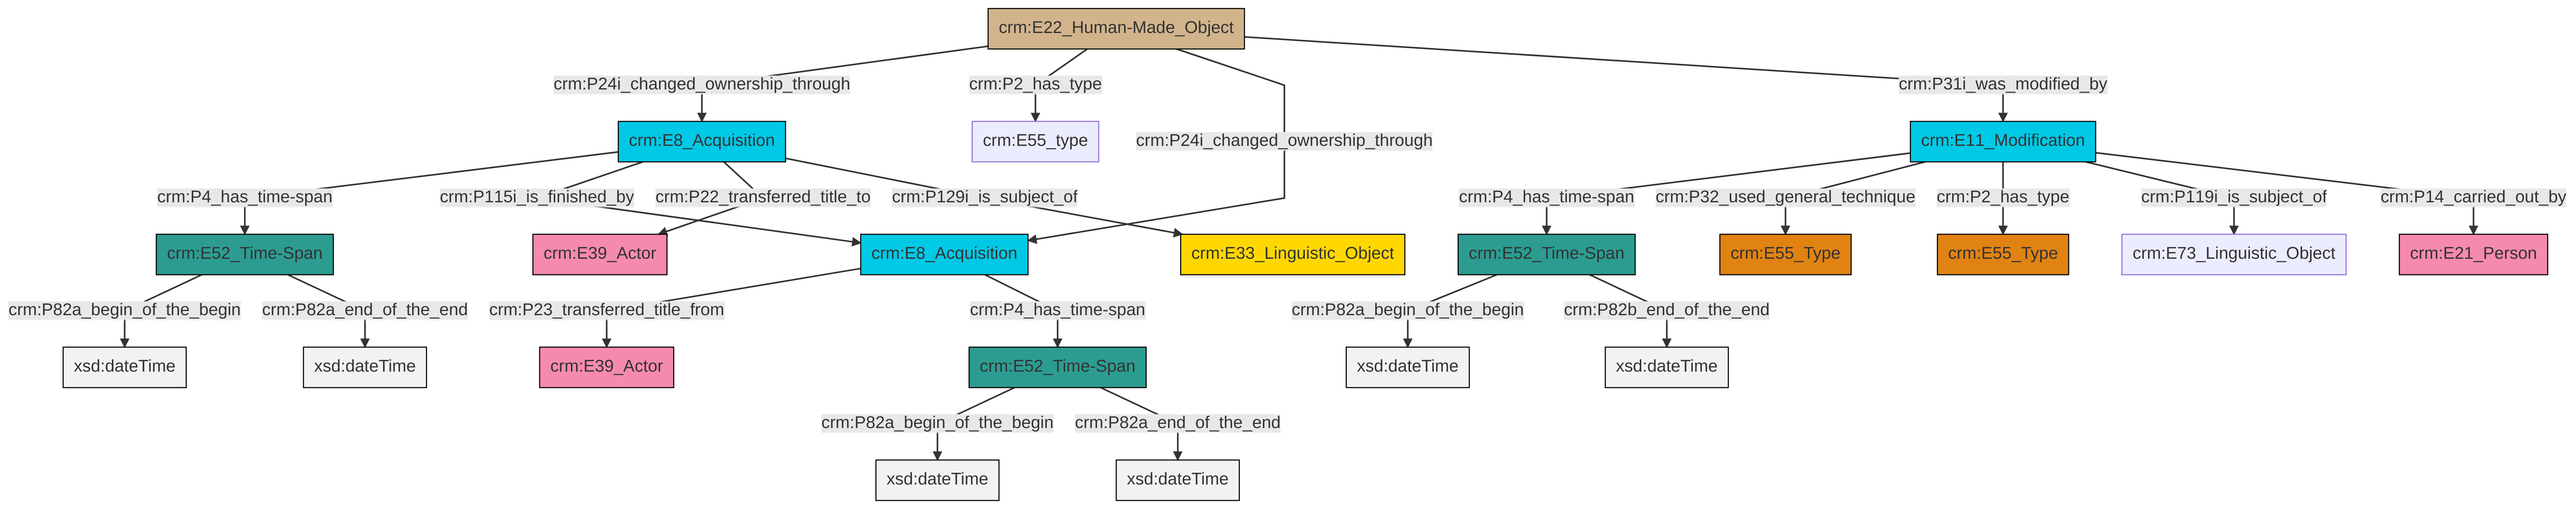 crm:E22_Human-Made_Object
crm:P24i_changed_ownership_through
crm:P2_has_type
crm:P31i_was_modified_by
crm:E8_Acquisition
crm:E55_type
crm:P24i_changed_ownership_through
crm:E11_Modification
crm:P4_has_time-span
crm:P115i_is_finished_by
crm:P22_transferred_title_to
crm:P129i_is_subject_of
crm:P4_has_time-span
crm:P32_used_general_technique
crm:P2_has_type
crm:P119i_is_subject_of
crm:P14_carried_out_by
crm:E52_Time-Span
crm:E39_Actor
crm:E8_Acquisition
crm:E33_Linguistic_Object
crm:E52_Time-Span
crm:E55_Type
crm:E55_Type
crm:E73_Linguistic_Object
crm:E21_Person
crm:P82a_begin_of_the_begin
crm:P82a_end_of_the_end
crm:P23_transferred_title_from
crm:P4_has_time-span
crm:P82a_begin_of_the_begin
crm:P82b_end_of_the_end
xsd:dateTime
xsd:dateTime
crm:E39_Actor
crm:E52_Time-Span
xsd:dateTime
xsd:dateTime
crm:P82a_begin_of_the_begin
crm:P82a_end_of_the_end
xsd:dateTime
xsd:dateTime